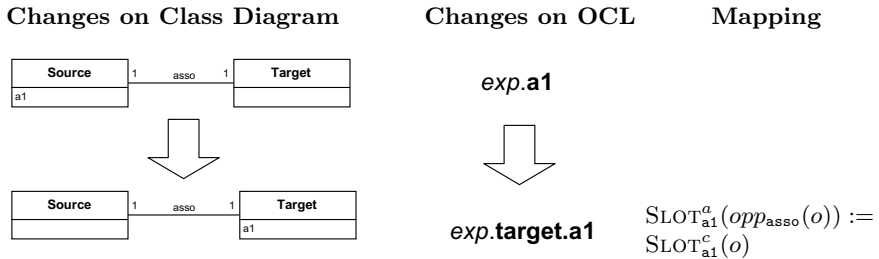 Changes on Class Diagram Changes on OCL Mapping
Source 1 asso 1 Target
a1
exp.a1
Source 1 asso 1 Target
a1
exp.target.a1
SLOTᵃₐ₁(opp_asso(o)) :=
SLOTᶜₐ₁(o)